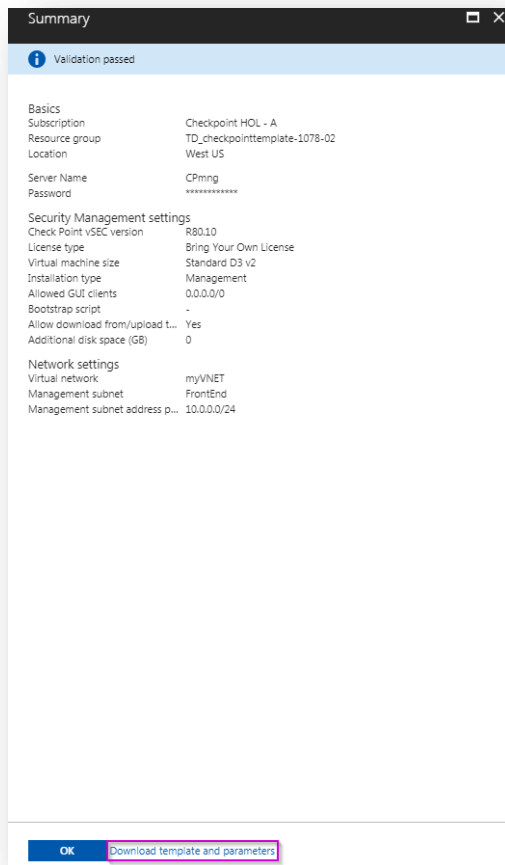 Summary
Validation passed
Basics
Subscription Checkpoint HOL - A
Resource group TD_checkpointtemplate-1078-02
Location West US
Server Name CPmng
Password ************
Security Management settings
Check Point vSEC version R80.10
License type Bring Your Own License
Virtual machine size Standard D3 v2
Installation type Management
Allowed GUI clients 0.0.0.0/0
Bootstrap script -
Allow download from/upload t... Yes
Additional disk space (GB) 0
Network settings
Virtual network myVNET
Management subnet FrontEnd
Management subnet address p... 10.0.0.0/24
OK Download template and parameters